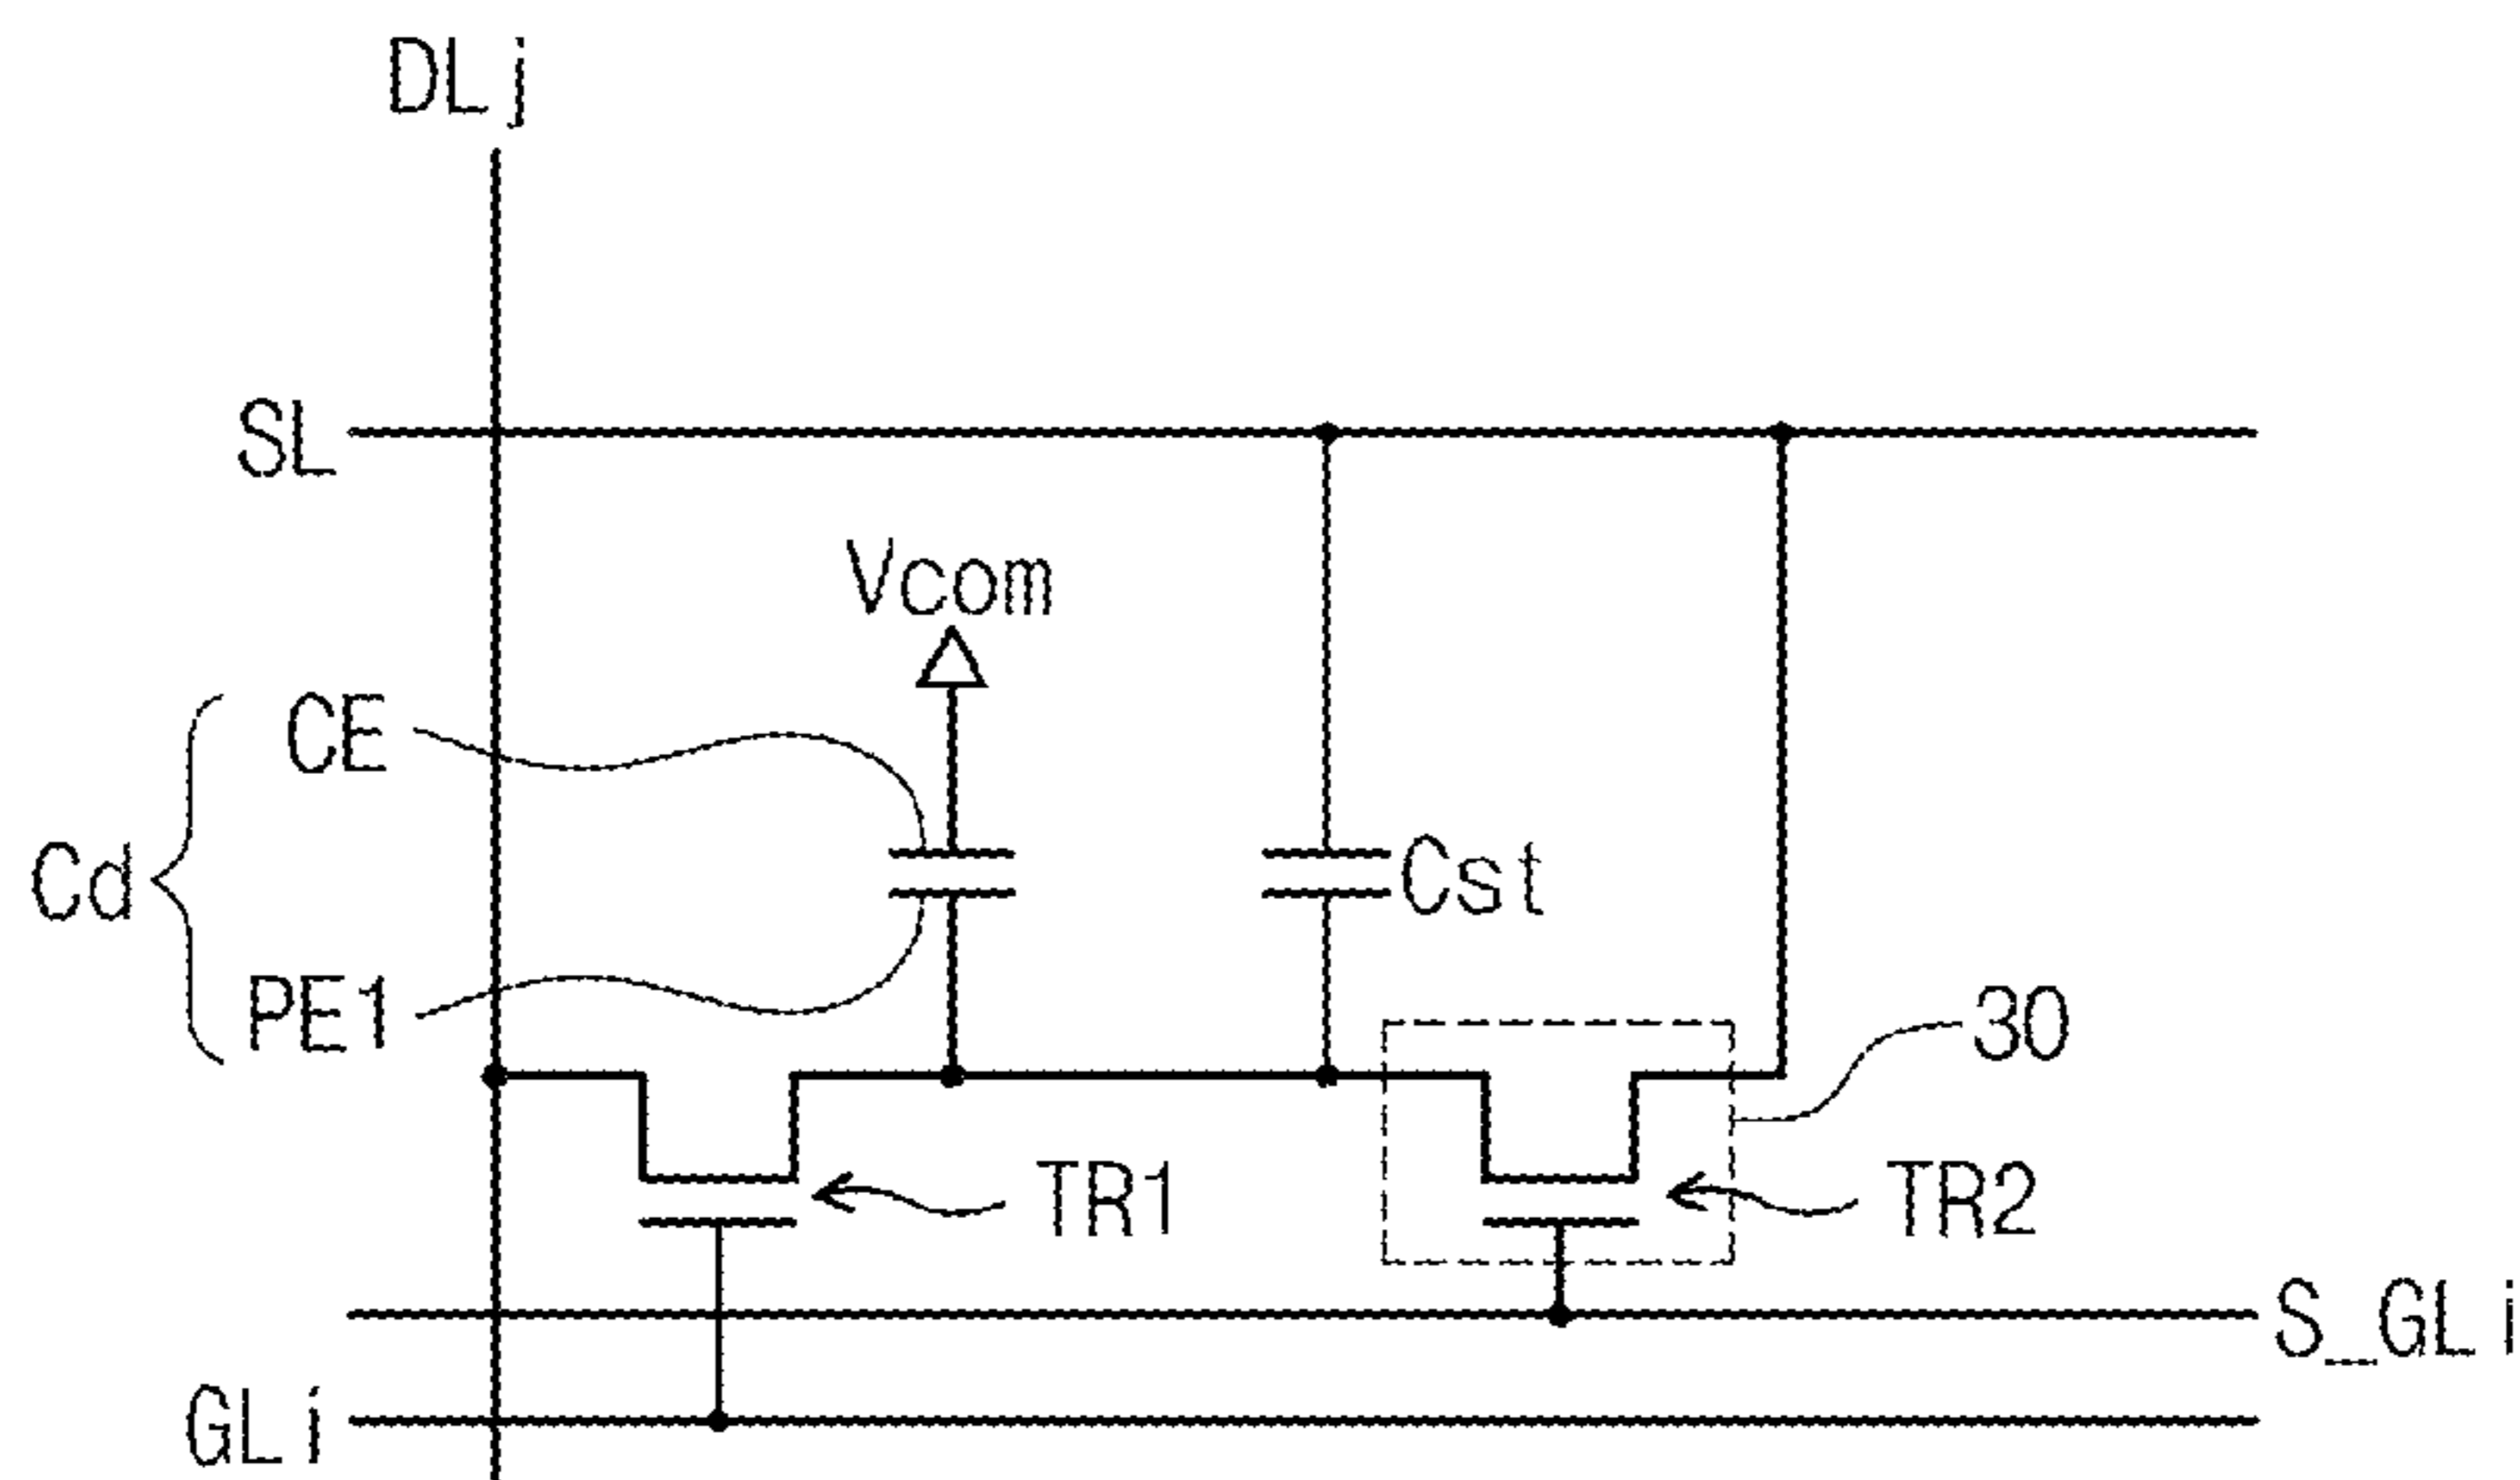 DLj
SL
Vcom
CE
Cd
Cst
PE1
30
TR1
TR2
S_GLi
GLi